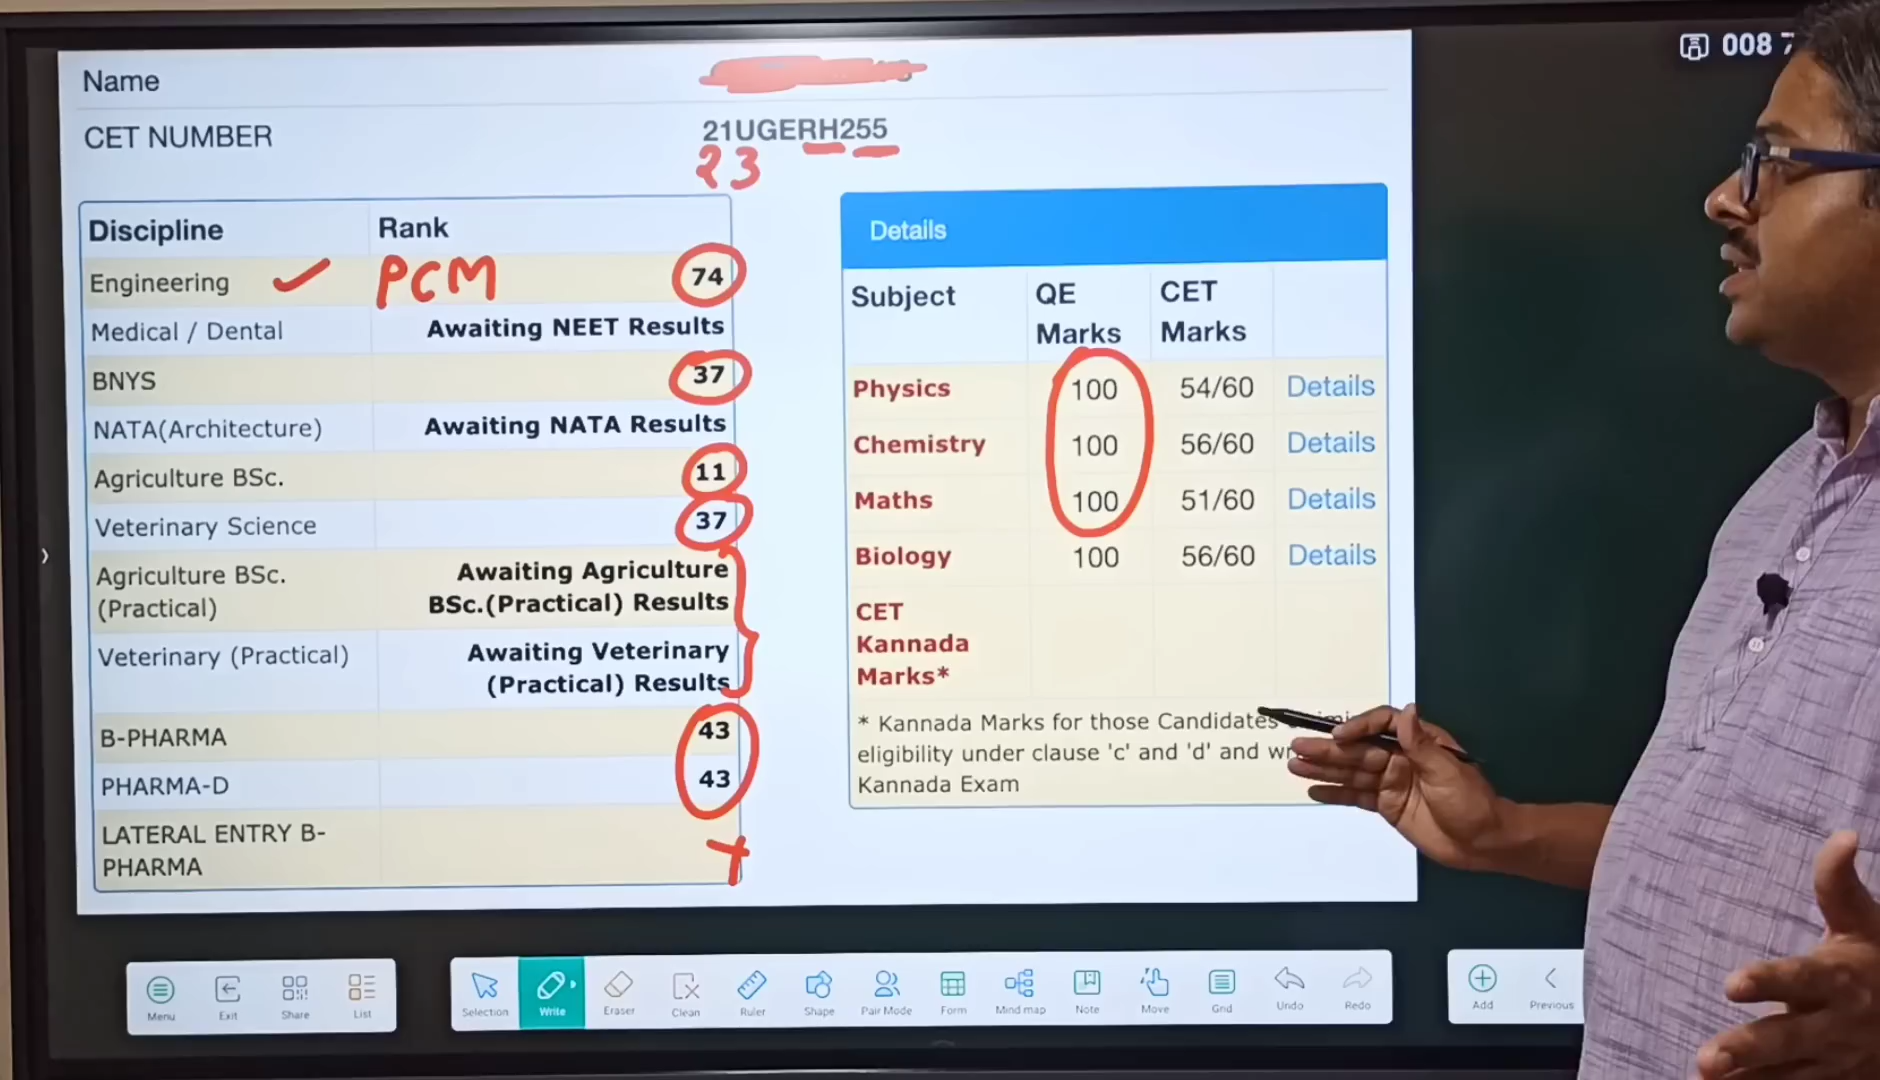 008
Name
CET NUMBER 21UGERH255
23
Discipline Rank
Engineering PCM 74
Medical / Dental Awaiting NEET Results
BNYS 37
NATA(Architecture) Awaiting NATA Results
Agriculture BSc. 11
Veterinary Science 37
Agriculture BSc. Awaiting Agriculture
(Practical) BSc.(Practical) Results
Veterinary (Practical) Awaiting Veterinary
(Practical) Results
B-PHARMA 43
PHARMA-D 43
LATERAL ENTRY B-
PHARMA
Details
Subject QE CET
Marks Marks
Physics 100 54/60 Details
Chemistry 100 56/60 Details
Maths 100 51/60 Details
Biology 100 56/60 Details
CET
Kannada
Marks*
* Kannada Marks for those Candidates
eligibility under clause 'c' and 'd' and
Kannada Exam
Menu Exit Share List Selection Write Eraser Clean Ruler Shape Pair Mode Form Mind map Note Move Grid Undo Redo Add Previous